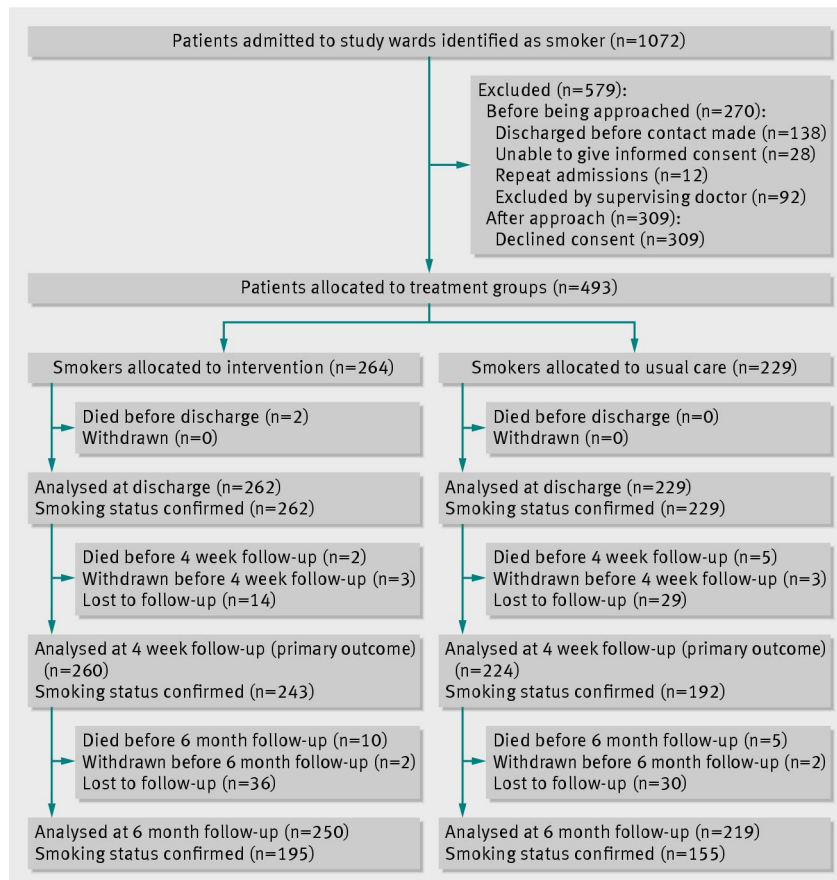 Patients admitted to study wards identified as smoker (n=1072)
Excluded (n=579):
Before being approached (n=270):
Discharged before contact made (n=138)
Unable to give informed consent (n=28)
Repeat admissions (n=12)
Excluded by supervising doctor (n=92)
After approach (n=309):
Declined consent (n=309)
Patients allocated to treatment groups (n=493)
Smokers allocated to intervention (n=264)
Died before discharge (n=2)
Withdrawn (n=0)
Analysed at discharge (n=262)
Smoking status confirmed (n=262)
Died before 4 week follow-up (n=2)
Withdrawn before 4 week follow-up (n=3)
Lost to follow-up (n=14)
Analysed at 4 week follow-up (primary outcome)
(n=260)
Smoking status confirmed (n=243)
Died before 6 month follow-up (n=10)
Withdrawn before 6 month follow-up (n=2)
Lost to follow-up (n=36)
Analysed at 6 month follow-up (n=250)
Smoking status confirmed (n=195)
Smokers allocated to usual care (n=229)
Died before discharge (n=0)
Withdrawn (n=0)
Analysed at discharge (n=229)
Smoking status confirmed (n=229)
Died before 4 week follow-up (n=5)
Withdrawn before 4 week follow-up (n=3)
Lost to follow-up (n=29)
Analysed at 4 week follow-up (primary outcome)
(n=224)
Smoking status confirmed (n=192)
Died before 6 month follow-up (n=5)
Withdrawn before 6 month follow-up (n=2)
Lost to follow-up (n=30)
Analysed at 6 month follow-up (n=219)
Smoking status confirmed (n=155)